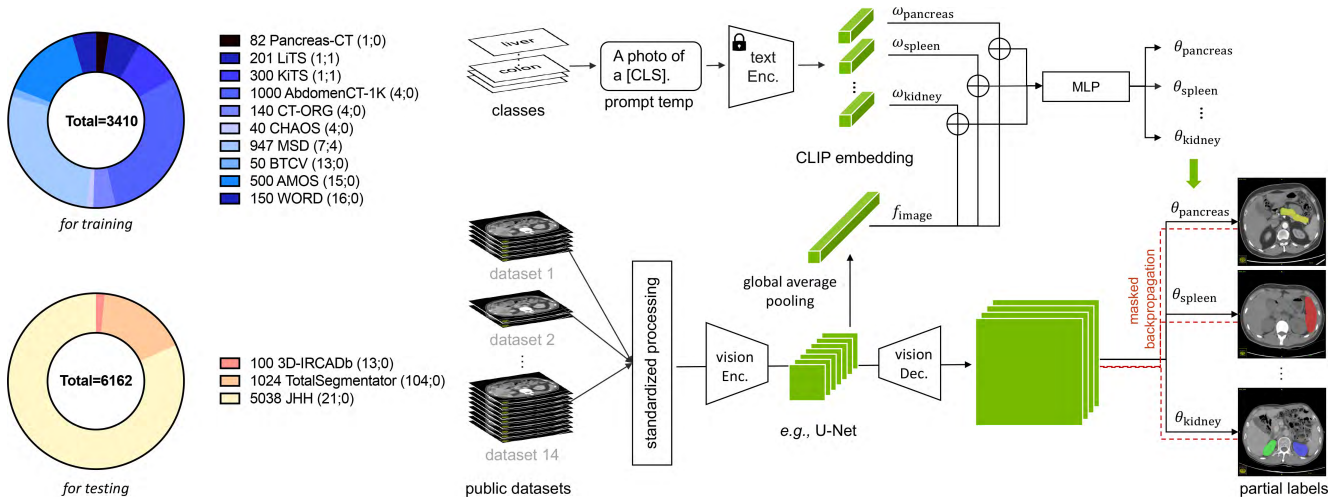 Total=3410
for training
82 Pancreas-CT (1;0)
201 LiTS (1;1)
300 KiTS (1;1)
1000 AbdomenCT-1K (4;0)
140 CT-ORG (4;0)
40 CHAOS (4;0)
947 MSD (7;4)
50 BTCV (13;0)
500 AMOS (15;0)
150 WORD (16;0)
Total=6162
for testing
100 3D-IRCADb (13;0)
1024 TotalSegmentator (104;0)
5038 JHH (21;0)
liver
colon
classes
A photo of
a [CLS].
prompt temp
text
Enc.
ωpancreas
ωspleen
⋮
ωkidney
CLIP embedding
MLP
θpancreas
θspleen
⋮
θkidney
dataset 1
dataset 2
⋮
dataset 14
public datasets
standardized processing
vision
Enc.
e.g., U-Net
global average
pooling
fimage
vision
Dec.
masked
backpropagation
θpancreas
θspleen
⋮
θkidney
partial labels